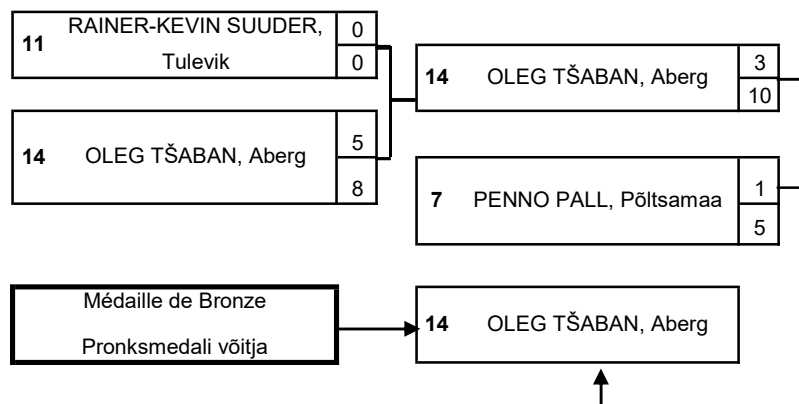 11 RAINER-KEVIN SUUDER, 0
Tulevik 0
14 OLEG TŠABAN, Aberg 3
10
14 OLEG TŠABAN, Aberg 5
8
7 PENNO PALL, Põltsamaa 1
5
Médaille de Bronze
Pronksmedali võitja
14 OLEG TŠABAN, Aberg